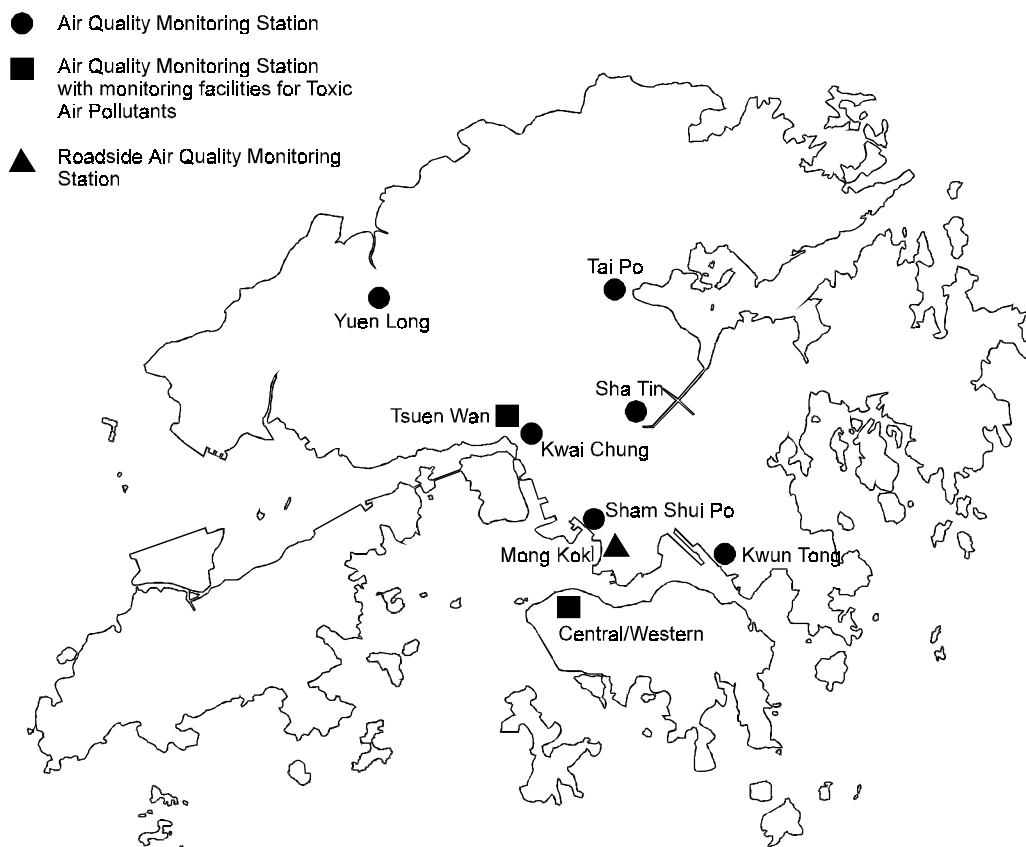 Air Quality Monitoring Station
Air Quality Monitoring Station
with monitoring facilities for Toxic
Air Pollutants
Roadside Air Quality Monitoring
Station
Tai Po
Yuen Long
Sha Tin
Tsuen Wan
Kwai Chung
Sham Shui Po
Mong Kok
Kwun Tong
Central/Western